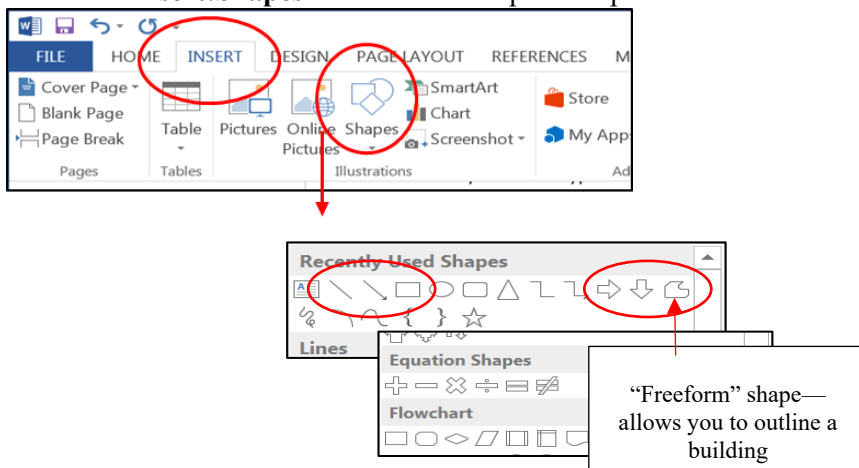 FILE HOME INSERT DESIGN PAGE LAYOUT REFERENCES M
Cover Page
Blank Page
Page Break
Table
Pictures
Online Pictures
Shapes
SmartArt
Chart
Screenshot
Store
My App
Pages
Tables
Illustrations
Ad
Recently Used Shapes
Lines
Equation Shapes
Flowchart
“Freeform” shape—
allows you to outline a
building